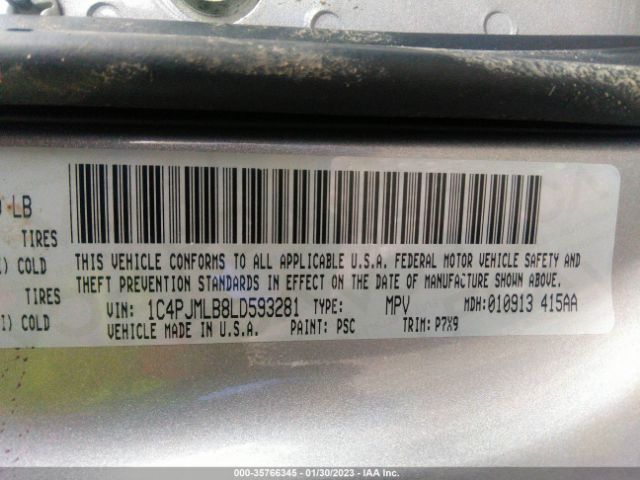 LB
TIRES
COLD
TIRES
COLD
THIS VEHICLE CONFORMS TO ALL APPLICABLE U.S.A. FEDERAL MOTOR VEHICLE SAFETY AND
THEFT PREVENTION STANDARDS IN EFFECT ON THE DATE OF MANUFACTURE SHOWN ABOVE.
VIN: 1C4PJMLB8LD593281 TYPE: MPV MDH: 010913 415AA
VEHICLE MADE IN U.S.A. PAINT: PSC TRIM: P7X9
000-35766345 / 01/30/2023 - IAA Inc.